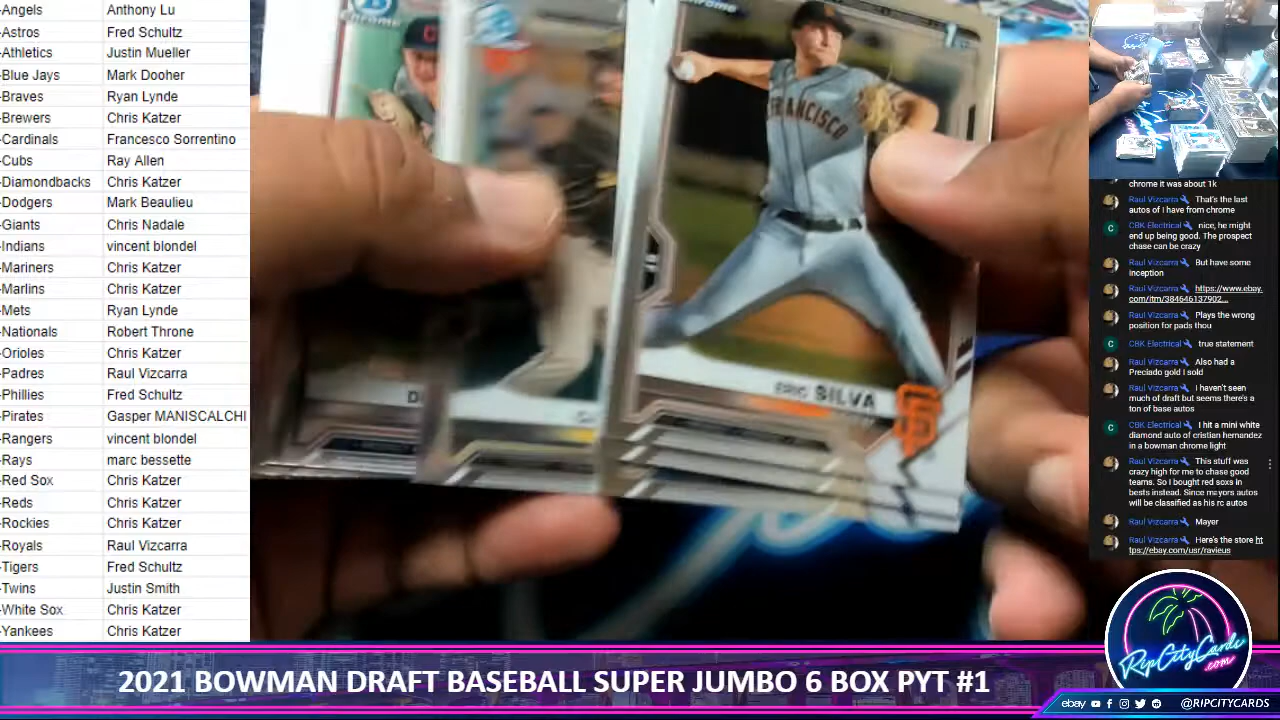 -Angels Anthony Lu
-Astros Fred Schultz
-Athletics Justin Mueller
-Blue Jays Mark Dooher
-Braves Ryan Lynde
-Brewers Chris Katzer
-Cardinals Francesco Sorrentino
-Cubs Ray Allen
-Diamondbacks Chris Katzer
-Dodgers Mark Beaulieu
-Giants Chris Nadale
-Indians vincent blondel
-Mariners Chris Katzer
-Marlins Chris Katzer
-Mets Ryan Lynde
-Nationals Robert Throne
-Orioles Chris Katzer
-Padres Raul Vizcarra
-Phillies Fred Schultz
-Pirates Gasper MANISCALCHI
-Rangers vincent blondel
-Rays marc bessette
-Red Sox Chris Katzer
-Reds Chris Katzer
-Rockies Chris Katzer
-Royals Raul Vizcarra
-Tigers Fred Schultz
-Twins Justin Smith
-White Sox Chris Katzer
-Yankees Chris Katzer
Chrome
FRANCISCO
ERIC SILVA
SF
chrome it was about 1k
Raul Vizcarra That's the last
autos of I have from chrome
C CBK Electrical nice, he might
end up being good. The prospect
chase can be crazy
Raul Vizcarra But have some
inception
Raul Vizcarra https://www.ebay.
com/itm/384646137902...
Raul Vizcarra Plays the wrong
position for pads thou
C CBK Electrical true statement
Raul Vizcarra Also had a
Preciado gold I sold
Raul Vizcarra I haven't seen
much of draft but seems there's a
ton of base autos
C CBK Electrical I hit a mini white
diamond auto of cristian hernandez
in a bowman chrome light
Raul Vizcarra This stuff was
crazy high for me to chase good
teams. So I bought red soxs in
bests instead. Since mayors autos
will be classified as his rc autos
Raul Vizcarra Mayer
Raul Vizcarra Here's the store ht
tps://ebay.com/usr/ravieus
RipCityCards
.com
2021 BOWMAN DRAFT BASEBALL SUPER JUMBO 6 BOX PYT #1
ebay @RIPCITYCARDS